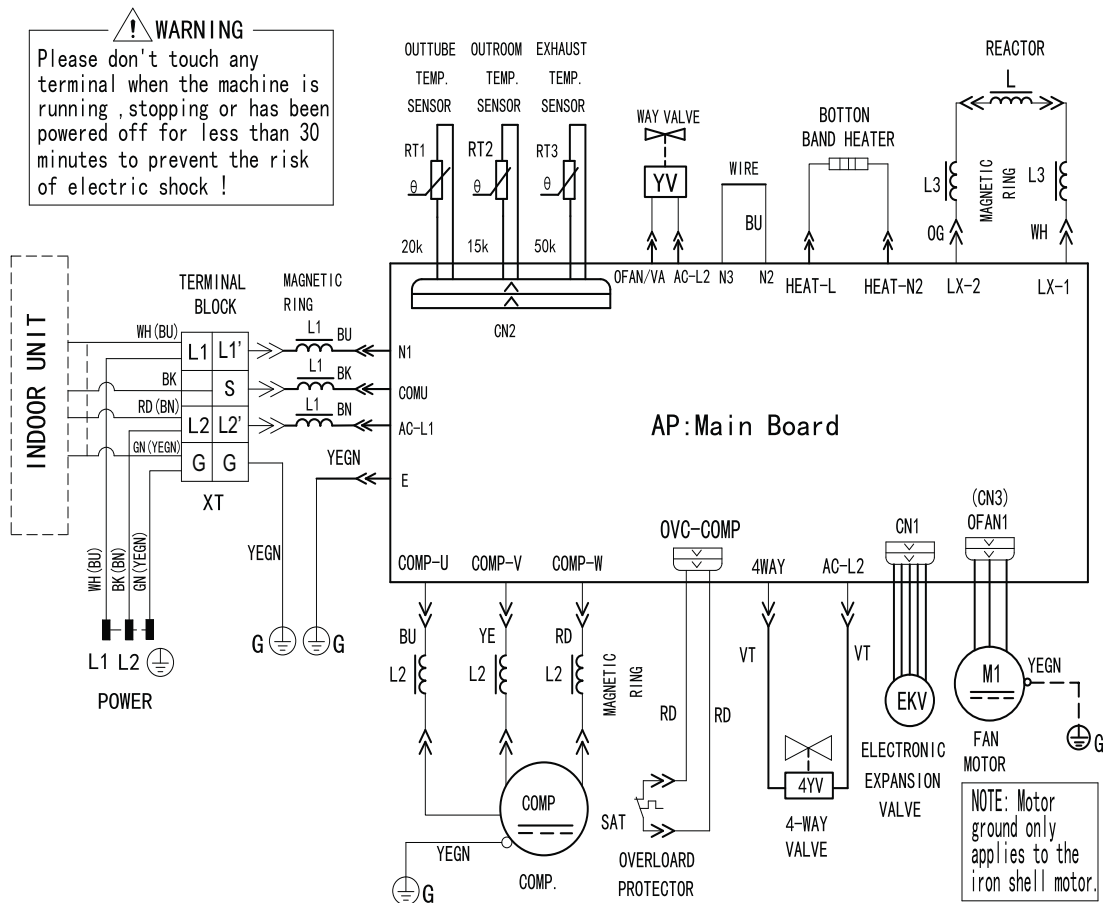 WARNING
Please don't touch any
terminal when the machine is
running ,stopping or has been
powered off for less than 30
minutes to prevent the risk
of electric shock !
OUTTUBE OUTROOM EXHAUST
TEMP. TEMP. TEMP.
SENSOR SENSOR SENSOR
RT1 RT2 RT3
θ θ θ
20k 15k 50k
WAY VALVE
YV
WIRE
BU
BOTTON
BAND HEATER
REACTOR
L
L3 MAGNETIC RING L3
OG WH
OFAN/VA AC-L2 N3 N2 HEAT-L HEAT-N2 LX-2 LX-1
CN2
INDOOR UNIT
TERMINAL
BLOCK
MAGNETIC
RING
WH(BU) L1 L1' L1 BU N1
BK S L1 BK COMU
RD(BN) L2 L2' L1 BN AC-L1
GN(YEGN) G G YEGN E
XT
AP:Main Board
YEGN
WH(BU) BK(BN) GN(YEGN)
G G
L1 L2
POWER
COMP-U COMP-V COMP-W
OVC-COMP
4WAY AC-L2
CN1
(CN3)
OFAN1
BU YE RD
L2 L2 L2 MAGNETIC RING
RD RD
VT VT
EKV
M1
YEGN
G
ELECTRONIC
EXPANSION
VALVE
FAN
MOTOR
COMP
COMP.
YEGN
G
SAT
OVERLOARD
PROTECTOR
4YV
4-WAY
VALVE
NOTE: Motor
ground only
applies to the
iron shell motor.